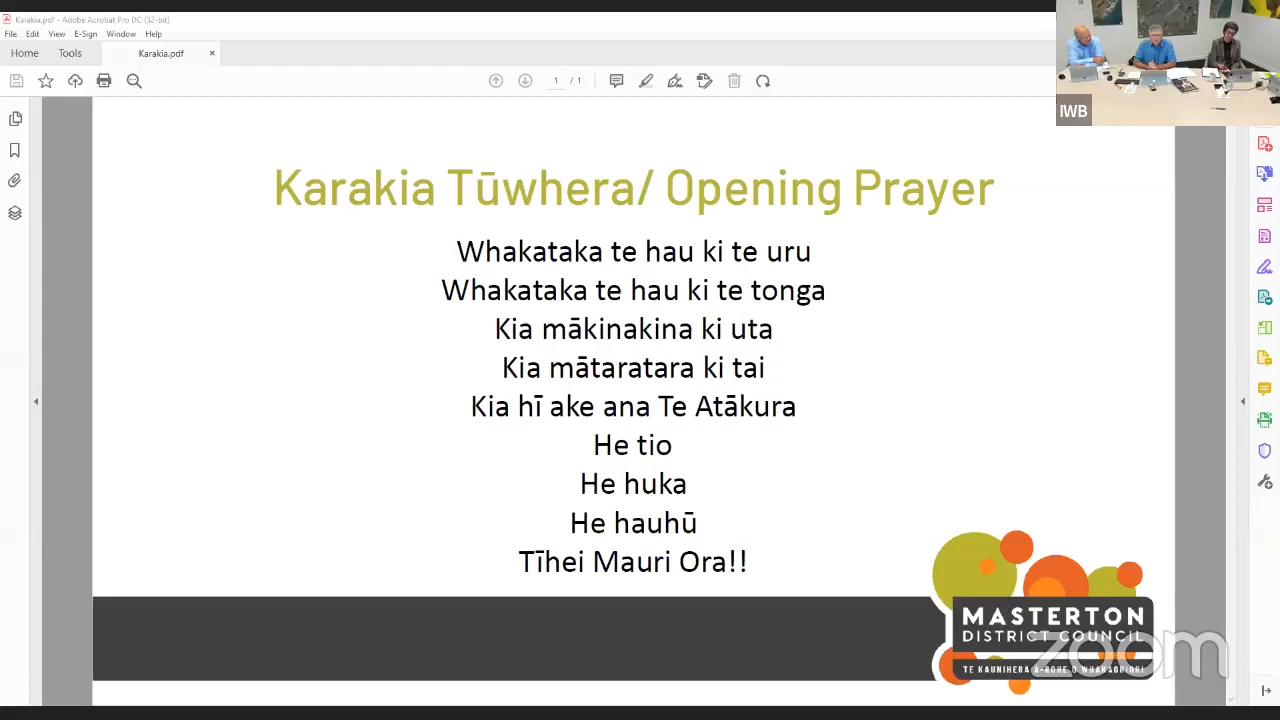 Karakia.pdf - Adobe Acrobat Pro DC (32-bit)
File Edit View E-Sign Window Help
Home Tools Karakia.pdf ×
1 / 1
IWB
Karakia Tūwhera/ Opening Prayer
Whakataka te hau ki te uru
Whakataka te hau ki te tonga
Kia mākinakina ki uta
Kia mātaratara ki tai
Kia hī ake ana Te Atākura
He tio
He huka
He hauhū
Tīhei Mauri Ora!!
MASTERTON
DISTRICT COUNCIL
TE KAUNIHERA Ā-ROHE O WHAKAORIORI
zoom